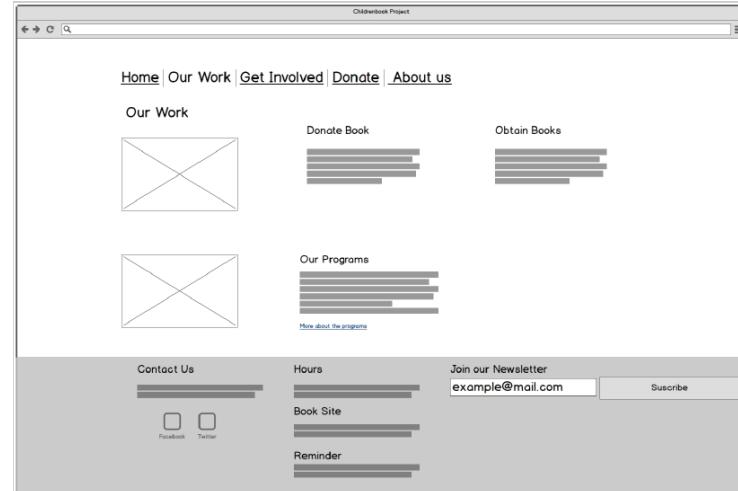 Childrenbook Project
Home Our Work Get Involved Donate About us
Our Work
Donate Book
Obtain Books
Our Programs
More about the programs
Contact Us
Facebook Twitter
Hours
Book Site
Reminder
Join our Newsletter
example@mail.com Suscribe